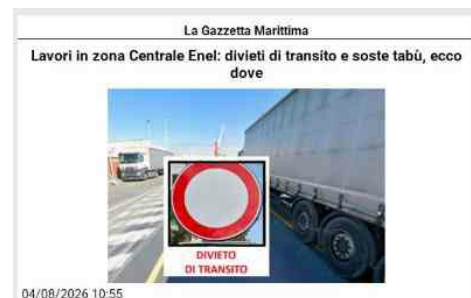 La Gazzetta Marittima
Lavori in zona Centrale Enel: divieti di transito e soste tabù, ecco
dove
DIVIETO
DI TRANSITO
04/08/2026 10:55